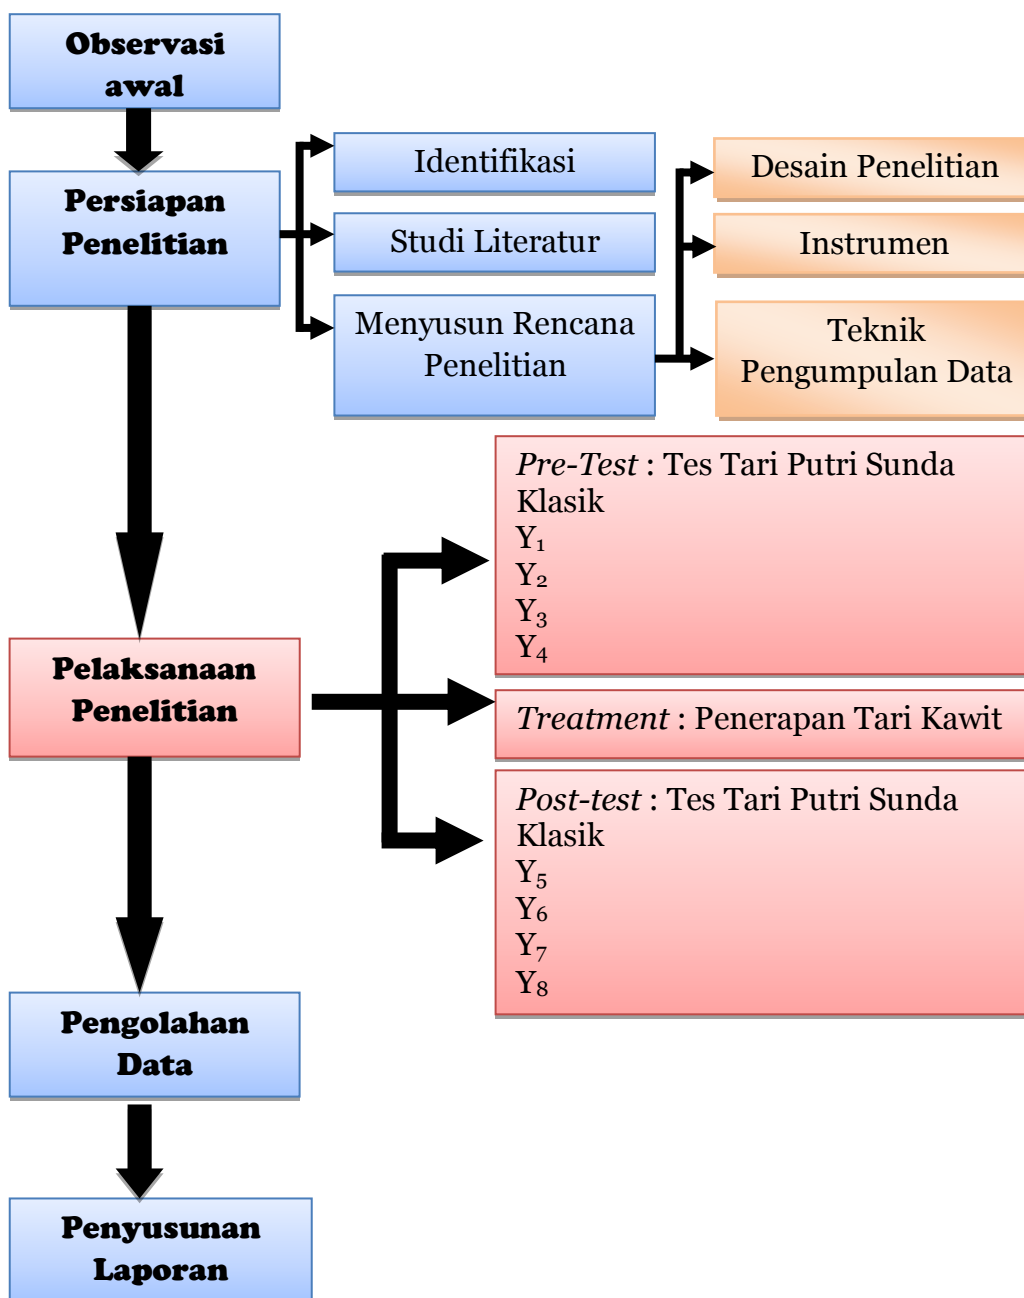 Observasi
awal
Persiapan
Penelitian
Identifikasi
Studi Literatur
Menyusun Rencana
Penelitian
Desain Penelitian
Instrumen
Teknik
Pengumpulan Data
Pelaksanaan
Penelitian
Pre-Test : Tes Tari Putri Sunda
Klasik
Y₁
Y₂
Y₃
Y₄
Treatment : Penerapan Tari Kawit
Post-test : Tes Tari Putri Sunda
Klasik
Y₅
Y₆
Y₇
Y₈
Pengolahan
Data
Penyusunan
Laporan